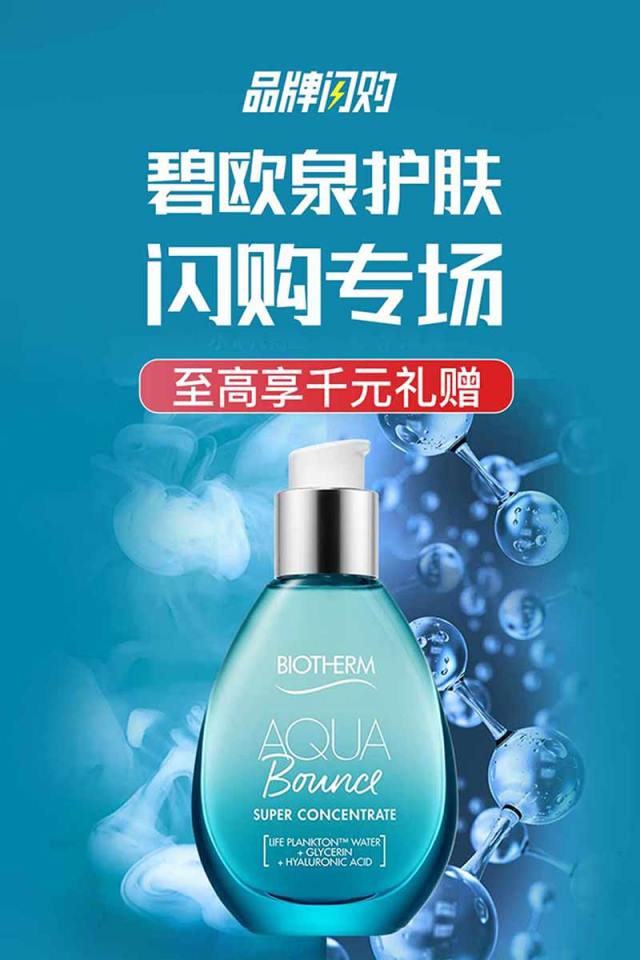 品牌闪购
碧欧泉护肤
闪购专场
至高享千元礼赠
BIOTHERM
AQUA
Bounce
SUPER CONCENTRATE
LIFE PLANKTON™ WATER
+ GLYCERIN
+ HYALURONIC ACID